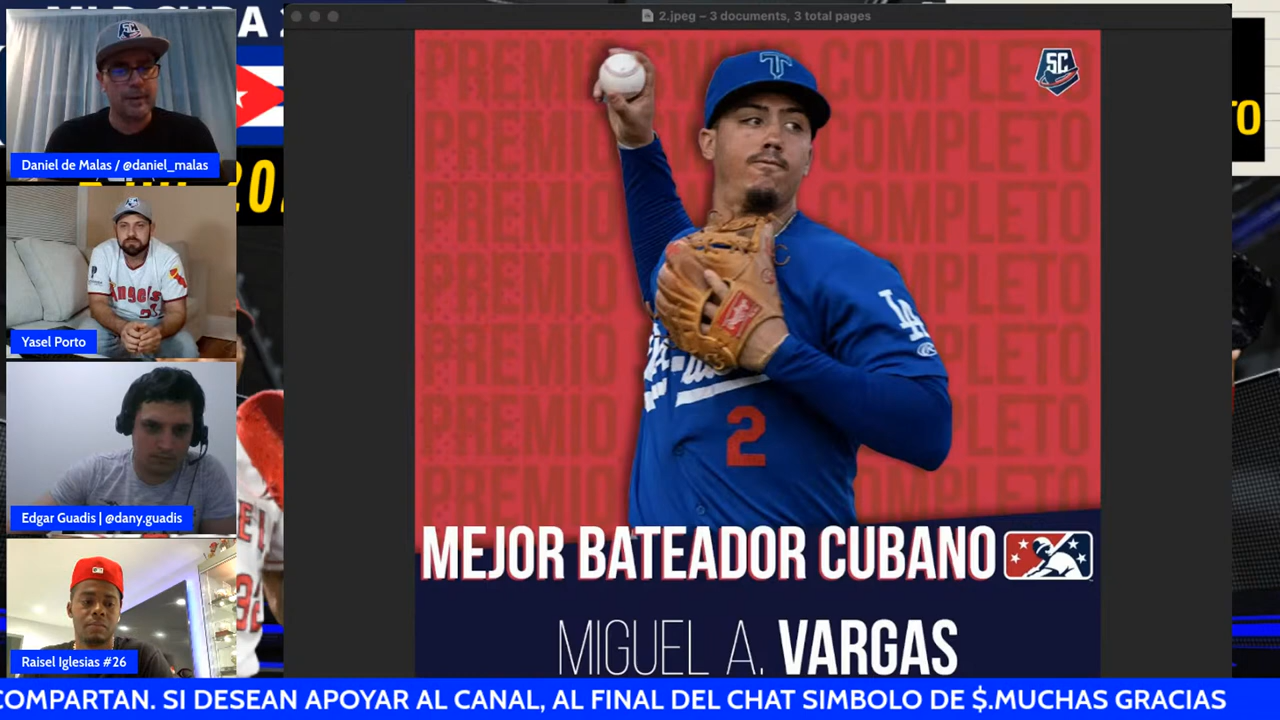 2.jpeg – 3 documents, 3 total pages
Daniel de Malas / @daniel_malas
Yasel Porto
Edgar Guadis | @dany.guadis
Raisel Iglesias #26
SC
PREMIO SWING COMPLETO
LA
Angels
2
MEJOR BATEADOR CUBANO
MIGUEL A. VARGAS
COMPARTAN. SI DESEAN APOYAR AL CANAL, AL FINAL DEL CHAT SIMBOLO DE $.MUCHAS GRACIAS